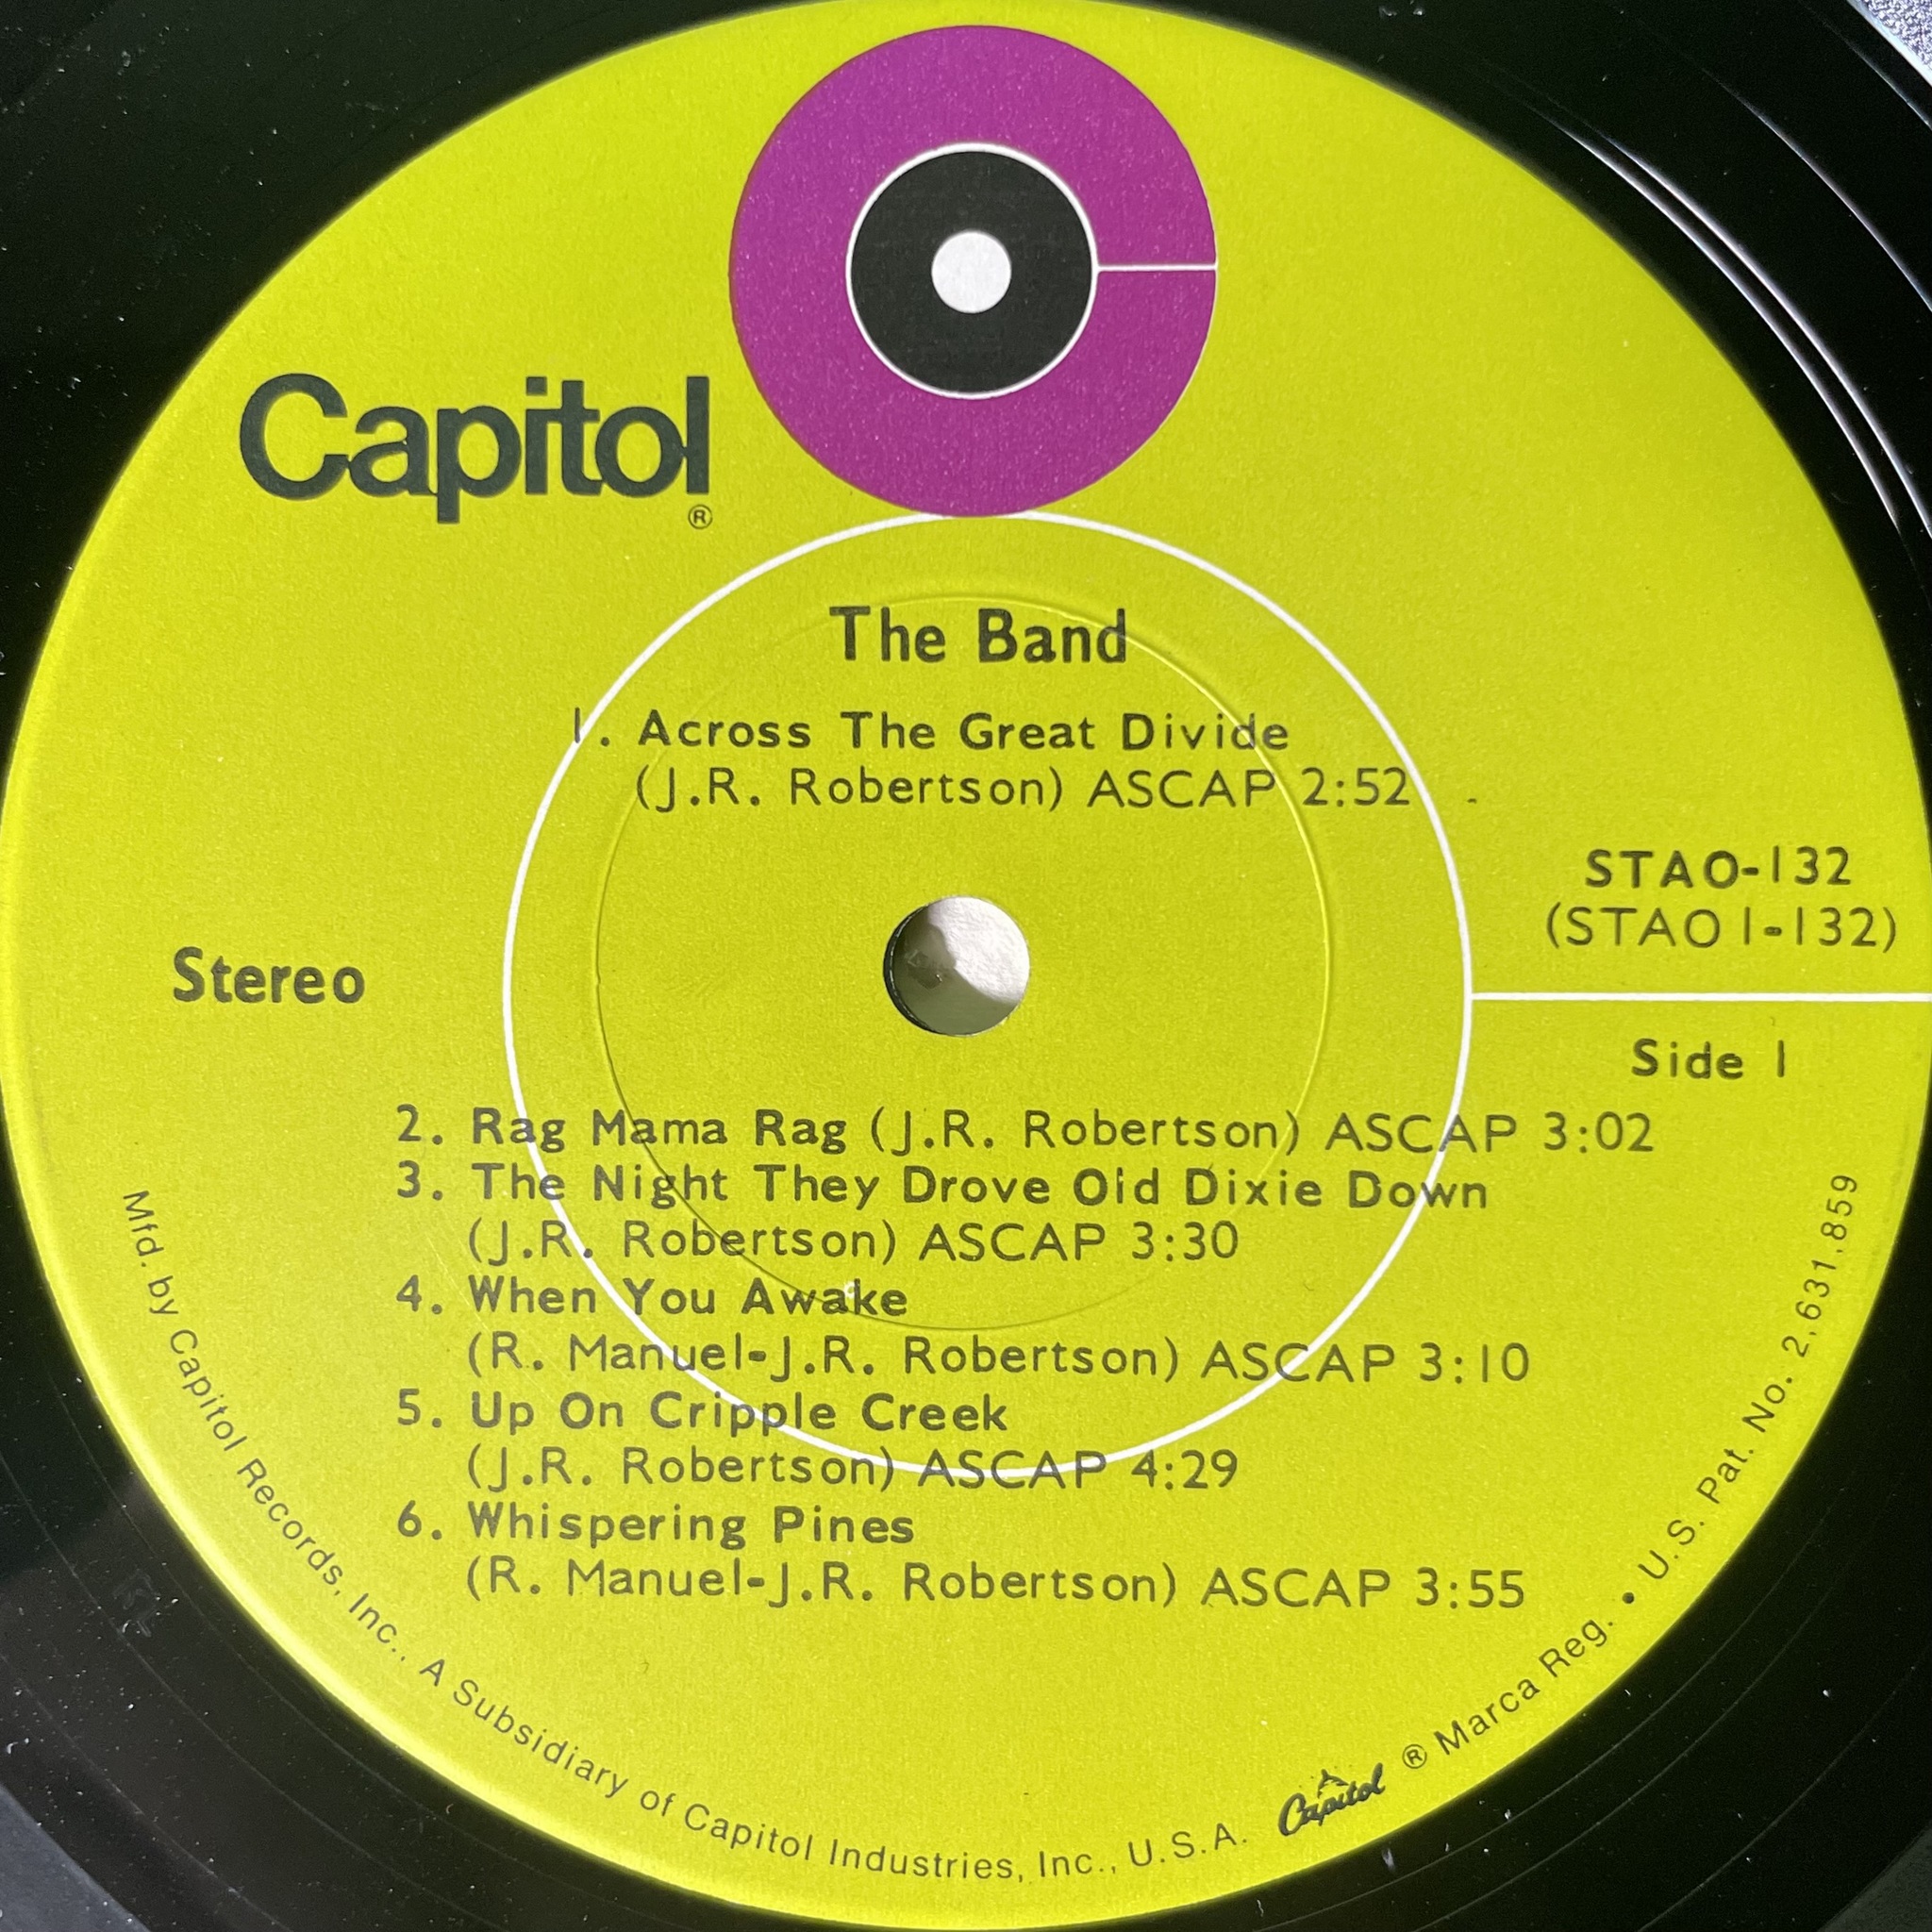 Capitol
®
The Band
1. Across The Great Divide
(J.R. Robertson) ASCAP 2:52
STAO-132
(STAO 1-132)
Stereo
Side 1
2. Rag Mama Rag (J.R. Robertson) ASCAP 3:02
3. The Night They Drove Old Dixie Down
(J.R. Robertson) ASCAP 3:30
4. When You Awake
(R. Manuel-J.R. Robertson) ASCAP 3:10
5. Up On Cripple Creek
(J.R. Robertson) ASCAP 4:29
6. Whispering Pines
(R. Manuel-J.R. Robertson) ASCAP 3:55
Mfd. by Capitol Records, Inc., A Subsidiary of Capitol Industries, Inc., U.S.A. Capitol ® Marca Reg. • U.S. Pat. No. 2,631,859